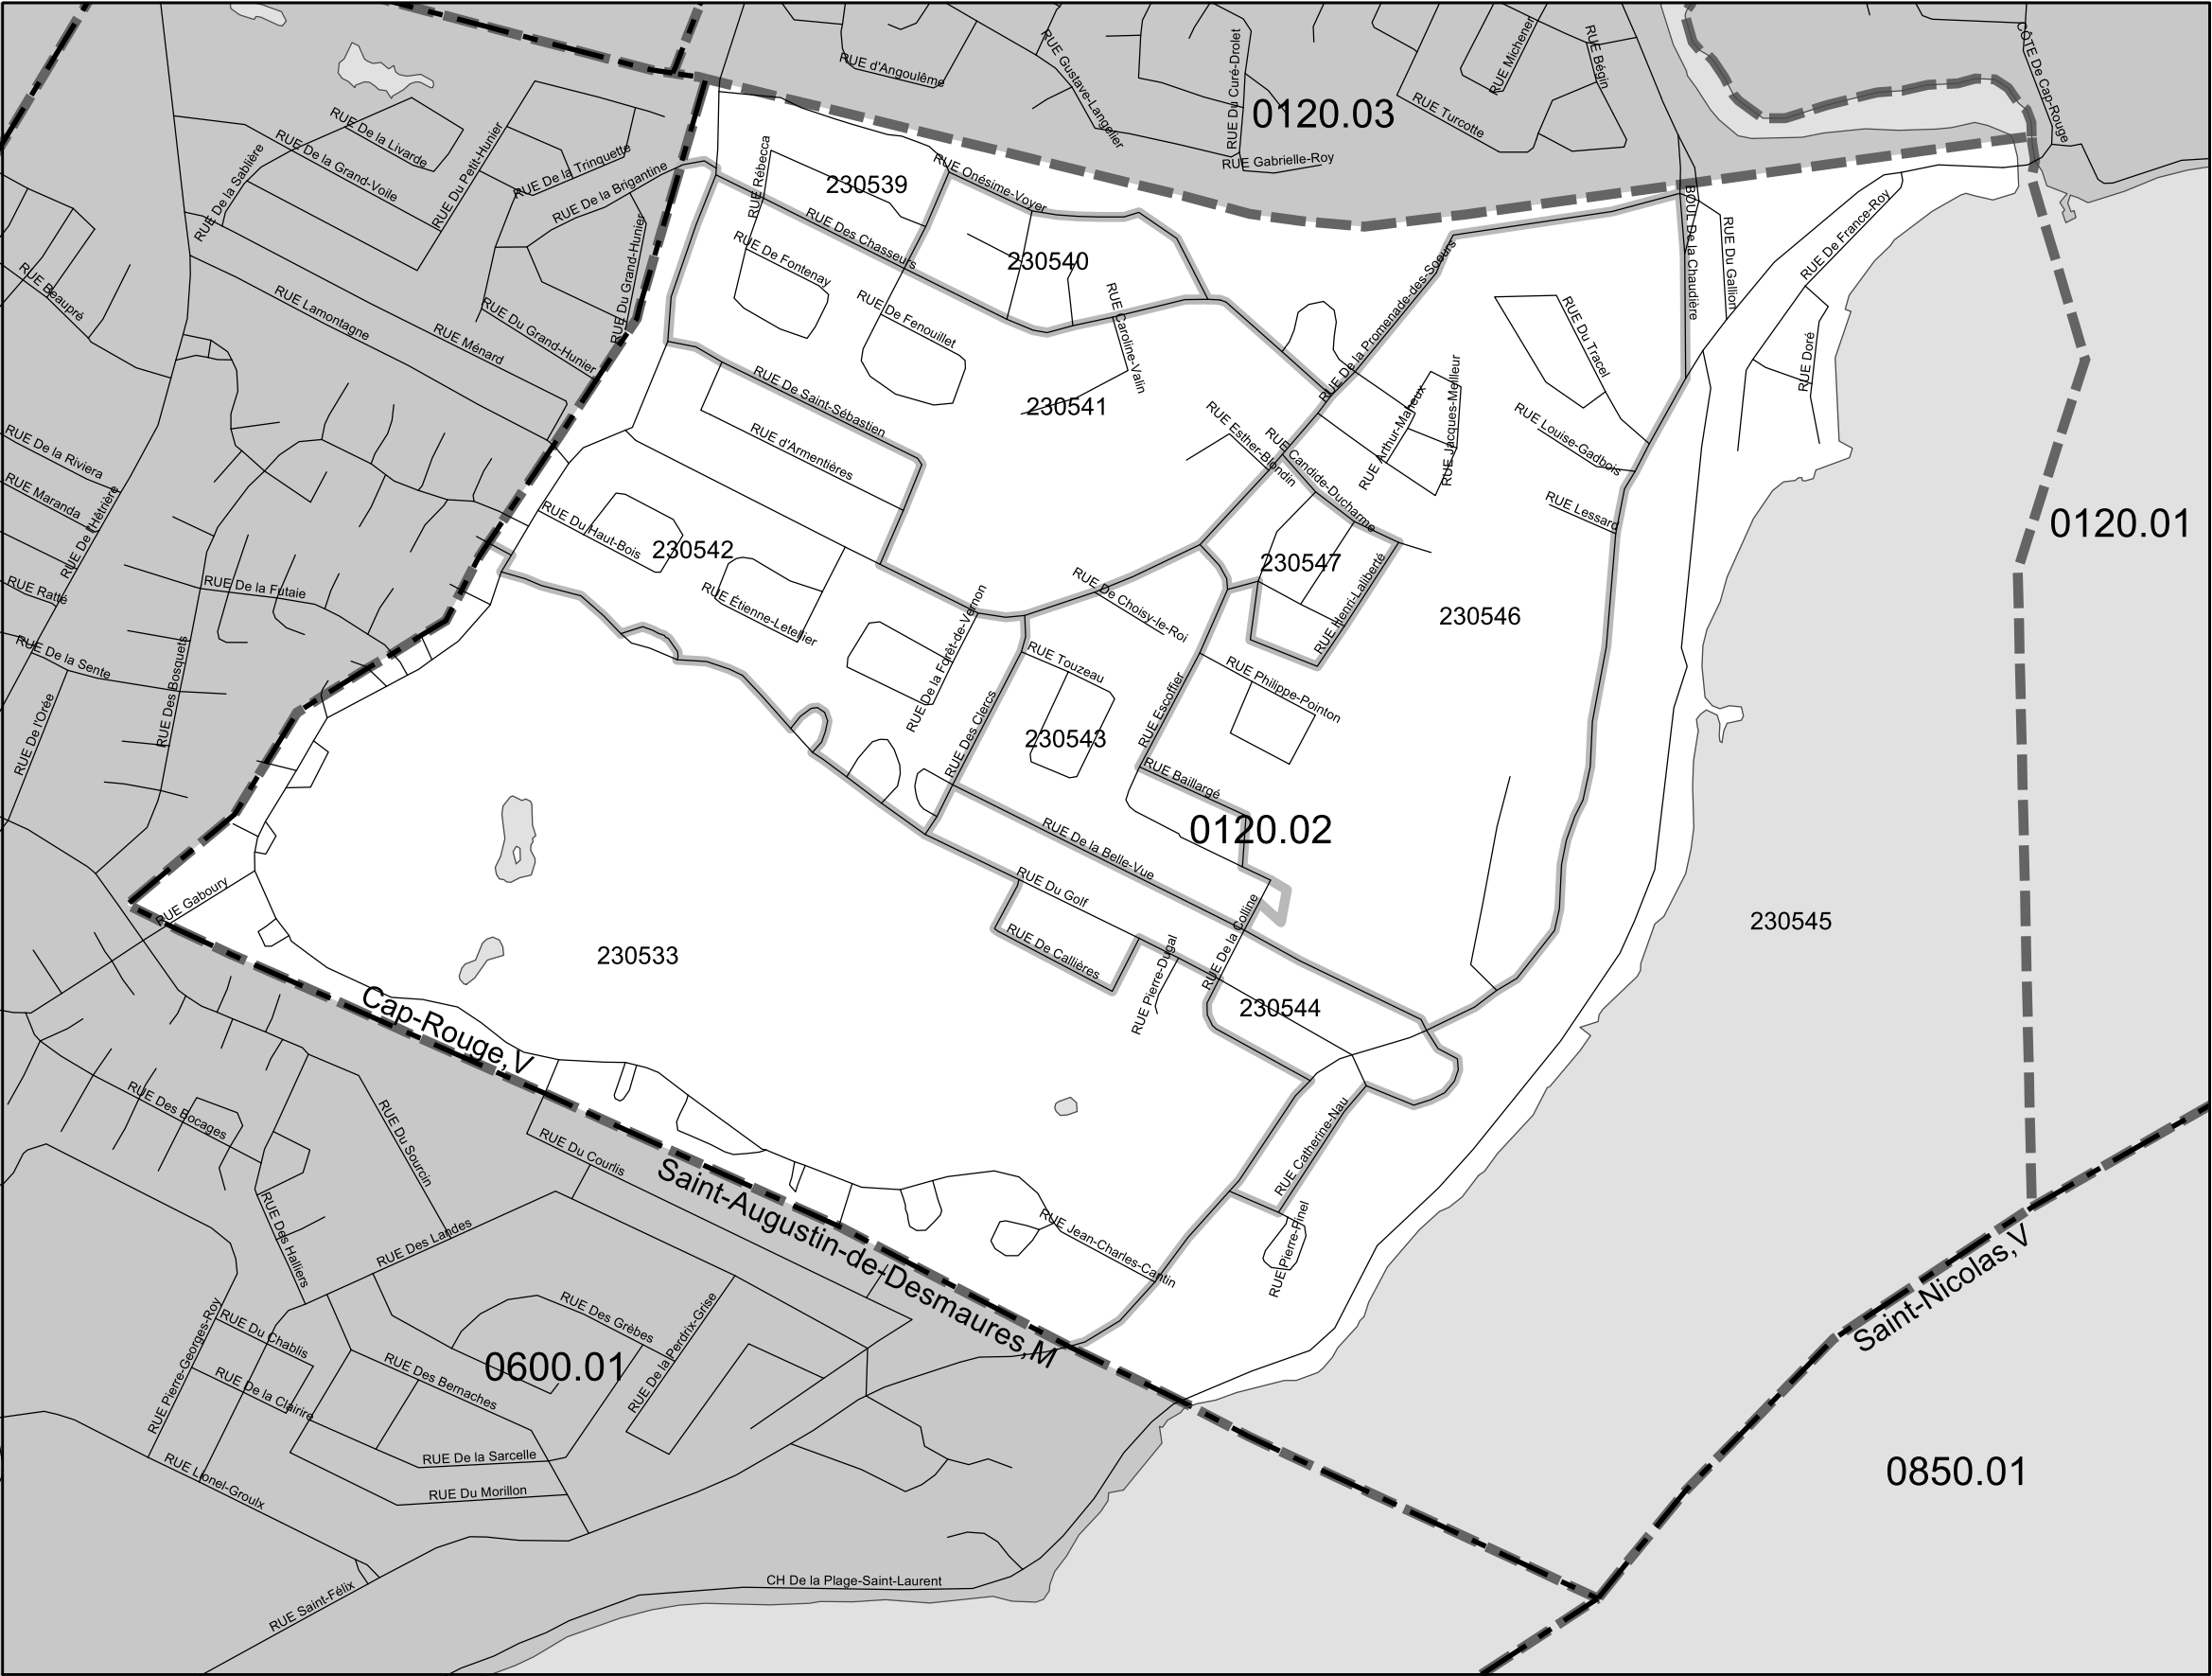 CÔTE De Cap-Rouge
RUE d'Angoulême
RUE Gustave-Langelier
RUE Du Curé-Drolet
RUE Michener
RUE Bégin
RUE Turcotte
0120.03
RUE Gabrielle-Roy
RUE De la Livarde
RUE De la Grand-Voile
RUE De la Sablière
RUE Du Petit-Hunier
RUE De la Trinquette
RUE De la Brigantine
RUE Du Grand-Hunier
RUE Du Grand-Hunier
RUE Beaupré
RUE Lamontagne
RUE Ménard
RUE Rébecca
230539
RUE Onésime-Voyer
RUE Des Chasseurs
230540
RUE De Fontenay
RUE De Fenouillet
RUE Caroline-Valin
230541
RUE De la Promenade-des-Soeurs
BOUL De la Chaudière
RUE Du Gallion
RUE De France-Roy
RUE Doré
RUE Du Tracel
RUE Louise-Gadbois
RUE Lessard
RUE Arthur-Maheux
RUE Jacques-Meilleur
RUE Esther-Blondin
RUE Candide-Ducharme
RUE De Saint-Sébastien
RUE d'Armentières
RUE De la Riviera
RUE Maranda
RUE De l'Hêtrière
RUE Ratté
RUE De la Futaie
RUE De la Sente
RUE De l'Orée
RUE Des Bosquets
RUE Du Haut-Bois
230542
RUE Étienne-Letellier
RUE De la Forêt-de-Vernon
RUE De Choisy-le-Roi
230547
RUE Henri-Laliberté
230546
0120.01
RUE Touzeau
RUE Des Clercs
230543
RUE Escoffier
RUE Philippe-Pointon
RUE Baillargé
0120.02
RUE De la Belle-Vue
RUE Du Golf
RUE De Callières
RUE Pierre-Dugal
RUE De la Colline
230544
230545
RUE Gaboury
230533
Cap-Rouge,V
Saint-Augustin-de-Desmaures,M
RUE Catherine-Nau
RUE Pierre-Pinel
RUE Jean-Charles-Cantin
RUE Des Bocages
RUE Du Sourcin
RUE Du Courlis
RUE Des Halliers
RUE Des Landes
RUE Pierre-Georges-Roy
RUE Du Chablis
RUE De la Clairire
RUE Des Bernaches
RUE Des Grèbes
RUE De la Perdrix-Grise
0600.01
RUE De la Sarcelle
RUE Du Morillon
RUE Lionel-Groulx
RUE Saint-Félix
CH De la Plage-Saint-Laurent
Saint-Nicolas,V
0850.01